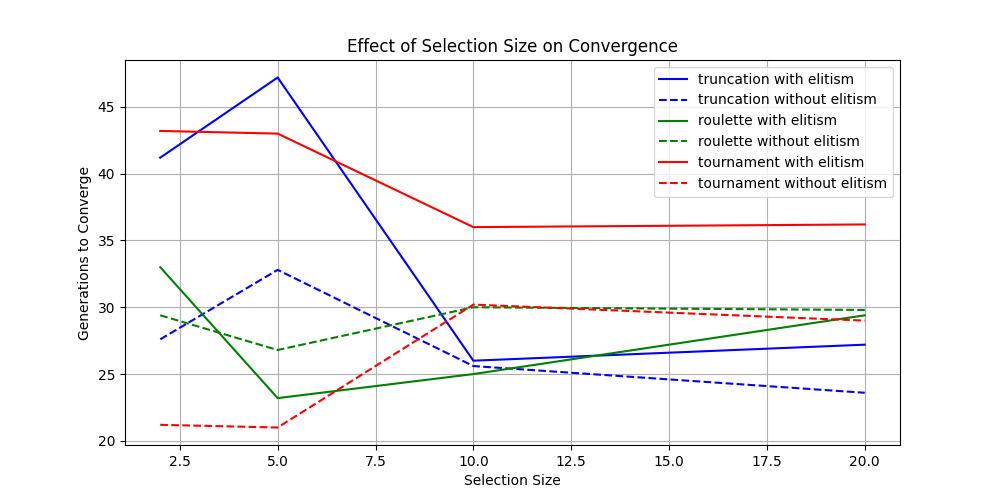 Effect of Selection Size on Convergence
truncation with elitism
truncation without elitism
roulette with elitism
roulette without elitism
tournament with elitism
tournament without elitism
Generations to Converge
45
40
35
30
25
20
2.5 5.0 7.5 10.0 12.5 15.0 17.5 20.0
Selection Size